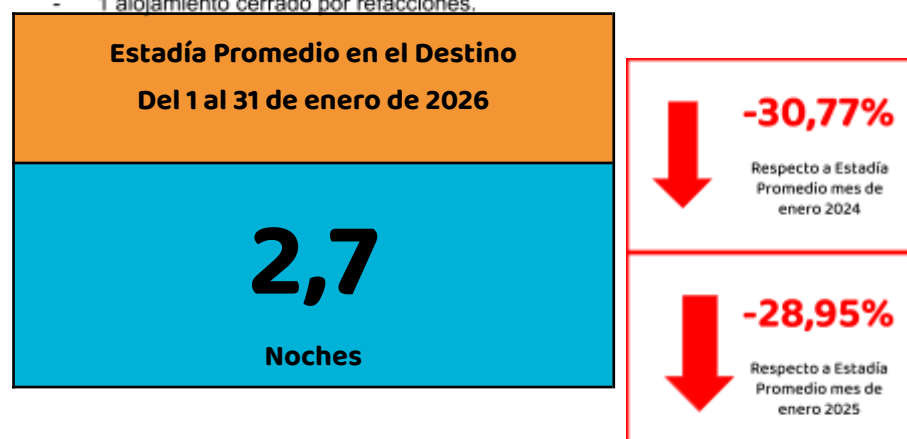 - 1 alojamiento cerrado por refacciones.
Estadía Promedio en el Destino
Del 1 al 31 de enero de 2026
2,7
Noches
-30,77%
Respecto a Estadía
Promedio mes de
enero 2024
-28,95%
Respecto a Estadía
Promedio mes de
enero 2025